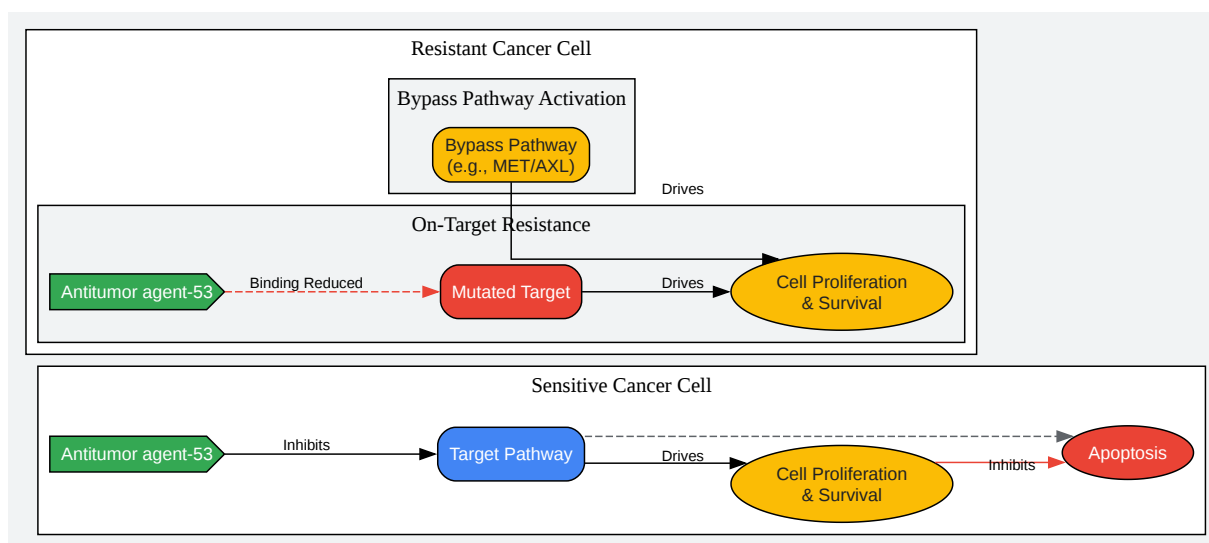 Resistant Cancer Cell
Bypass Pathway Activation
Bypass Pathway
(e.g., MET/AXL)
Drives
On-Target Resistance
Antitumor agent-53
Binding Reduced
Mutated Target
Drives
Cell Proliferation
& Survival
Sensitive Cancer Cell
Antitumor agent-53
Inhibits
Target Pathway
Drives
Cell Proliferation
& Survival
Inhibits
Apoptosis